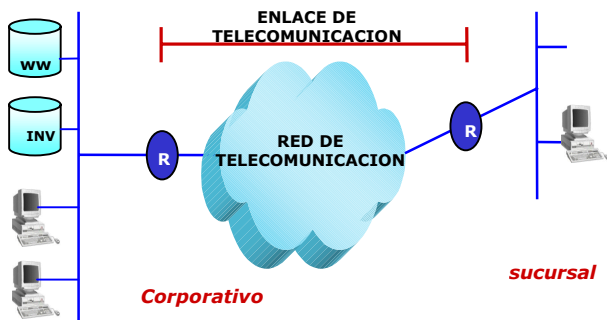 ENLACE DE
TELECOMUNICACION
WW
INV
R
RED DE
TELECOMUNICACION
R
Corporativo
sucursal